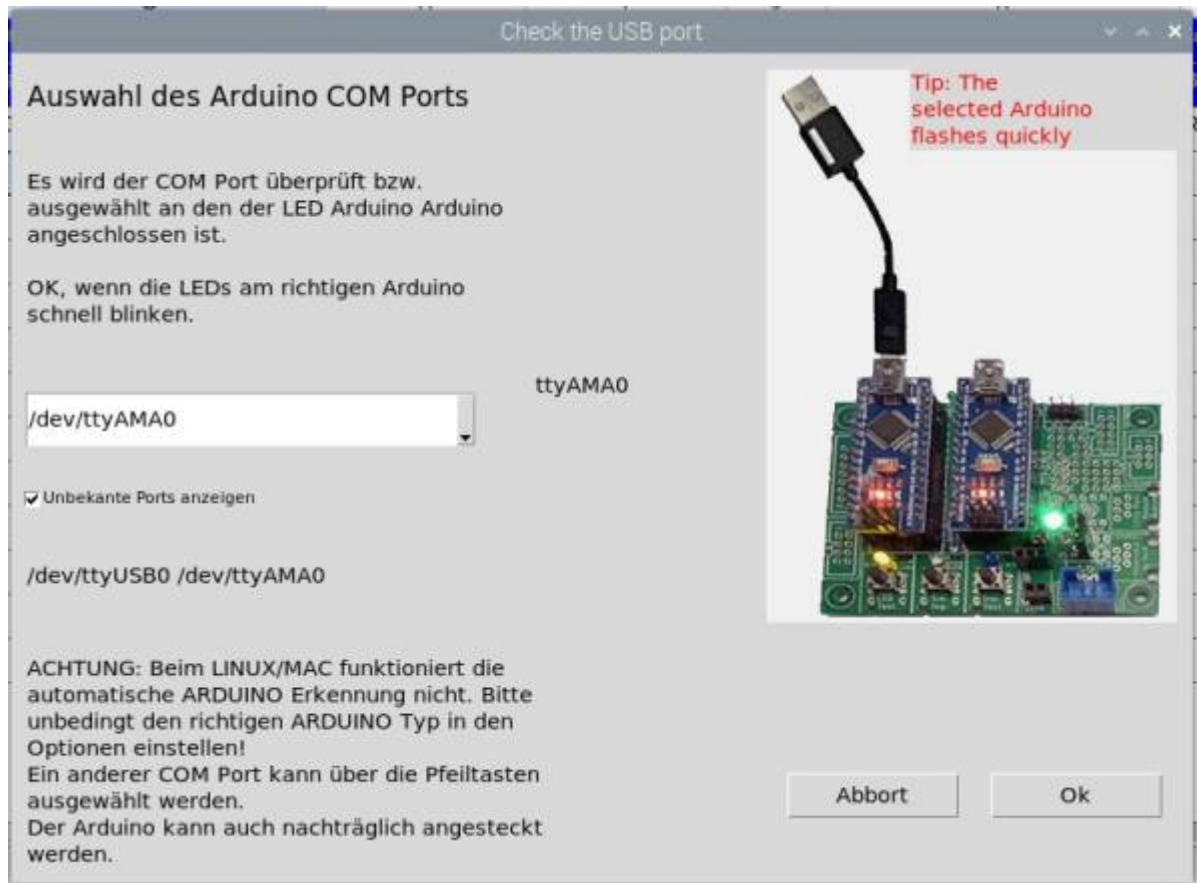 Check the USB port
Auswahl des Arduino COM Ports
Tip: The
selected Arduino
flashes quickly
Es wird der COM Port überprüft bzw.
ausgewählt an den der LED Arduino Arduino
angeschlossen ist.
OK, wenn die LEDs am richtigen Arduino
schnell blinken.
ttyAMA0
/dev/ttyAMA0
Unbekante Ports anzeigen
/dev/ttyUSB0 /dev/ttyAMA0
ACHTUNG: Beim LINUX/MAC funktioniert die
automatische ARDUINO Erkennung nicht. Bitte
unbedingt den richtigen ARDUINO Typ in den
Optionen einstellen!
Ein anderer COM Port kann über die Pfeiltasten
ausgewählt werden.
Der Arduino kann auch nachträglich angesteckt
werden.
Abbort
Ok